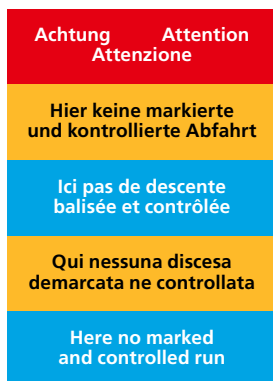 Achtung Attention
Attenzione
Hier keine markierte
und kontrollierte Abfahrt
Ici pas de descente
balisée et contrôlée
Qui nessuna discesa
demarcata ne controllata
Here no marked
and controlled run